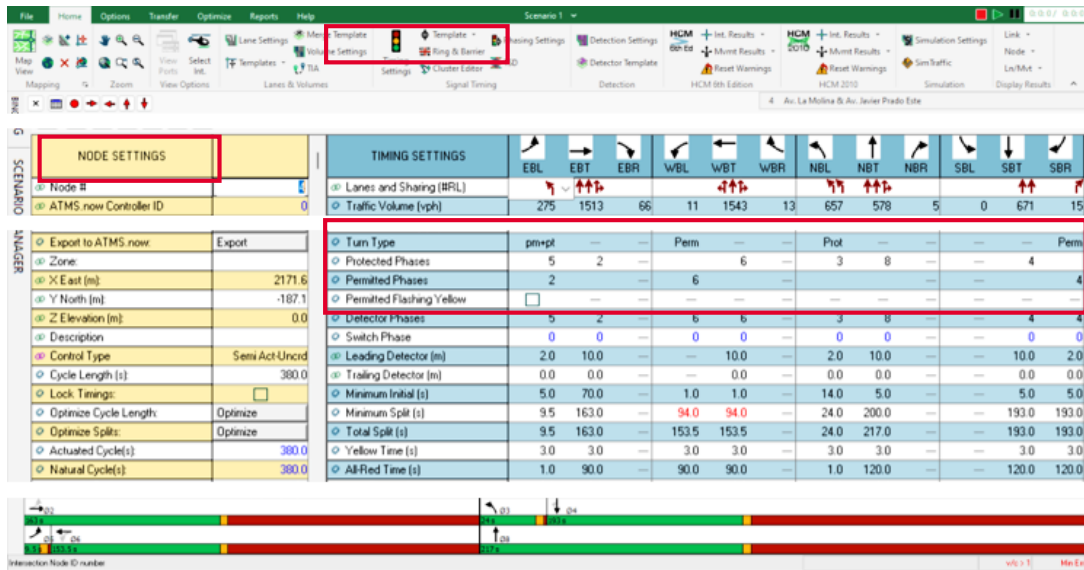 File Home Options Transfer Optimize Reports Help Scenario 1
Lane Settings Template Phasing Settings Detection Settings HCM Int. Results HCM Int. Results Simulation Settings Link
Volume Settings Ring & Barrier 6th Ed Mvmt Results 2010 Mvmt Results Node
Map View View Ports Select Int. Templates TIA Settings Cluster Editor Detector Template Reset Warnings Reset Warnings SimTraffic Ln/Mvt
Mapping Zoom View Options Lanes & Volumes Signal Timing Detection HCM 6th Edition HCM 2010 Simulation Display Results
4 Av. La Molina & Av. Javier Prado Este
SCENARIO
ANAGER
NODE SETTINGS TIMING SETTINGS EBL EBT EBR WBL WBT WBR NBL NBT NBR SBL SBT SBR
Node # 4 Lanes and Sharing (#RL)
ATMS.now Controller ID 0 Traffic Volume (vph) 275 1513 66 11 1543 13 657 578 5 0 671 15
Export to ATMS.now: Export Turn Type pm+pt — — Perm — — Prot — — — — Perm
Zone: Protected Phases 5 2 — 6 — 3 8 — — 4
X East (m): 2171.6 Permitted Phases 2 — 6 — — — 4
Y North (m): -187.1 Permitted Flashing Yellow — — — — — — — — — — —
Z Elevation (m): 0.0 Detector Phases 5 2 — 6 6 — 3 8 — — 4 4
Description Switch Phase 0 0 — 0 0 — 0 0 — — 0 0
Control Type Semi Act-Uncrd Leading Detector (m) 2.0 10.0 — — 10.0 — 2.0 10.0 — — 10.0 2.0
Cycle Length (s): 380.0 Trailing Detector (m) 0.0 0.0 — — 0.0 — 0.0 0.0 — — 0.0 0.0
Lock Timings: Minimum Initial (s) 5.0 70.0 — 1.0 1.0 — 14.0 5.0 — — 5.0 5.0
Optimize Cycle Length: Optimize Minimum Split (s) 9.5 163.0 — 94.0 94.0 — 24.0 200.0 — — 193.0 193.0
Optimize Splits: Optimize Total Split (s) 9.5 163.0 — 153.5 153.5 — 24.0 217.0 — — 193.0 193.0
Actuated Cycle(s): 380.0 Yellow Time (s) 3.0 3.0 — 3.0 3.0 — 3.0 3.0 — — 3.0 3.0
Natural Cycle(s): 380.0 All-Red Time (s) 1.0 90.0 — 90.0 90.0 — 1.0 120.0 — — 120.0 120.0
Ø2 Ø3 Ø4
163 s 24 s 193 s
Ø5 Ø6 Ø8
9.5 s 153.5 s 217 s
Intersection Node ID number v/c > 1